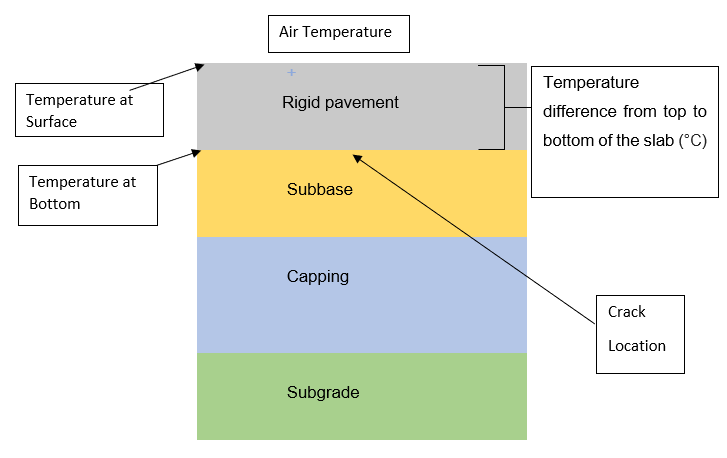 Air Temperature
Temperature at
Surface
Rigid pavement
Temperature
difference from top to
bottom of the slab (°C)
Temperature at
Bottom
Subbase
Capping
Crack
Location
Subgrade